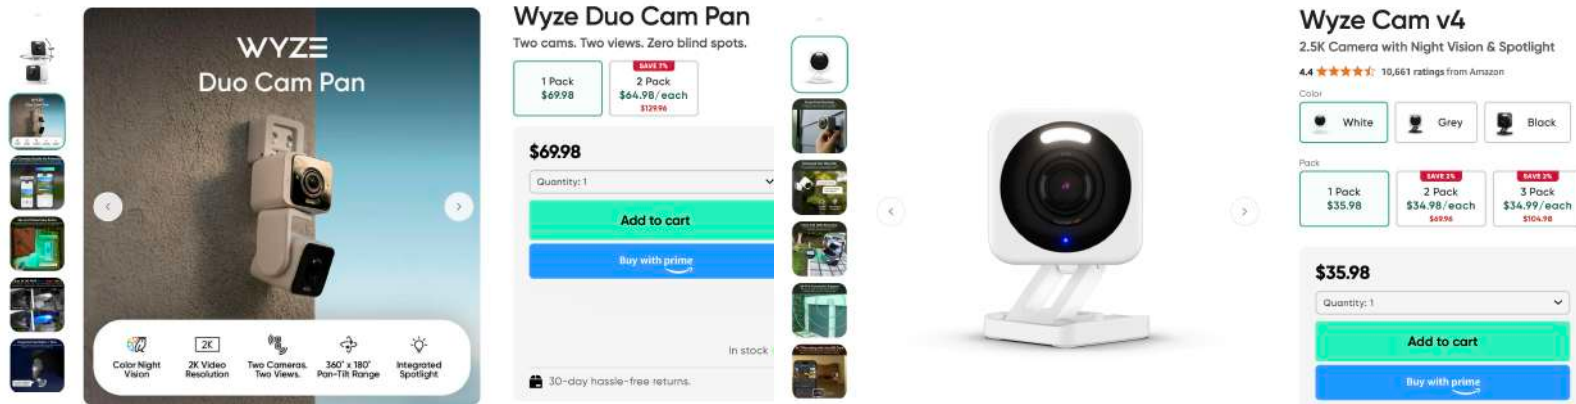 WYZE
Duo Cam Pan
Color Night
Vision
2K
2K Video
Resolution
Two Cameras.
Two Views.
360° x 180°
Pan-Tilt Range
Integrated
Spotlight
Wyze Duo Cam Pan
Two cams. Two views. Zero blind spots.
1 Pack
$69.98
SAVE 7%
2 Pack
$64.98/each
$129.96
$69.98
Quantity: 1
Add to cart
Buy with prime
In stock
30-day hassle-free returns.
Wyze Cam v4
2.5K Camera with Night Vision & Spotlight
4.4 10,661 ratings from Amazon
Color
White
Grey
Black
Pack
1 Pack
$35.98
SAVE 2%
2 Pack
$34.98/each
$69.96
SAVE 2%
3 Pack
$34.99/each
$104.98
$35.98
Quantity: 1
Add to cart
Buy with prime